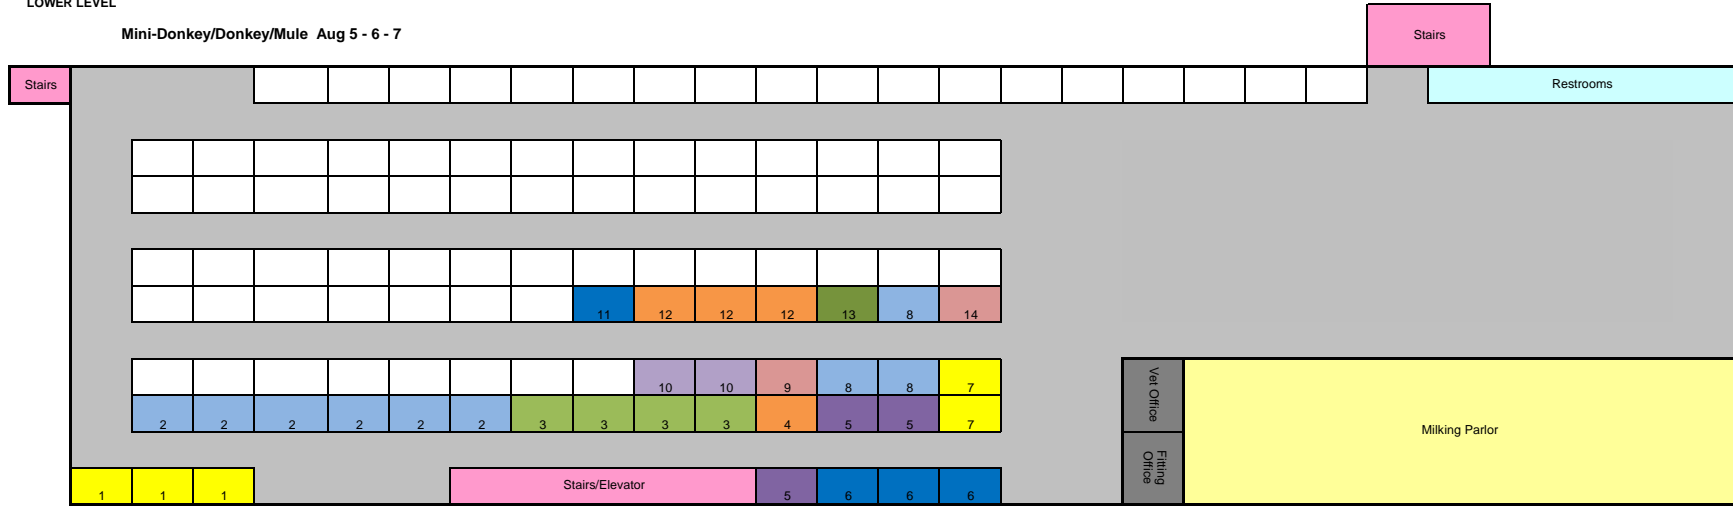 LOWER LEVEL
Mini-Donkey/Donkey/Mule Aug 5 - 6 - 7
Stairs
Stairs
Restrooms
11 12 12 12 13 8 14
10 10 9 8 8 7
2 2 2 2 2 2 3 3 3 3 4 5 5 7
Vet Office
Milking Parlor
Fitting
Office
1 1 1
Stairs/Elevator
5 6 6 6